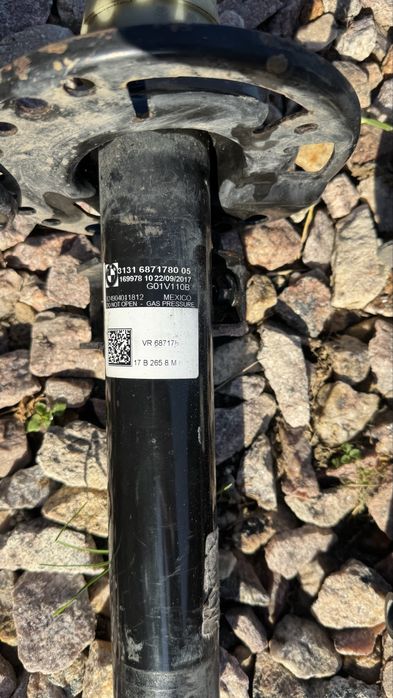 3131 6871780 05
169978 10 22/09/2017
G01V110B
MEXICO
DO NOT OPEN - GAS PRESSURE
VR 68717
17 B 265 8 M